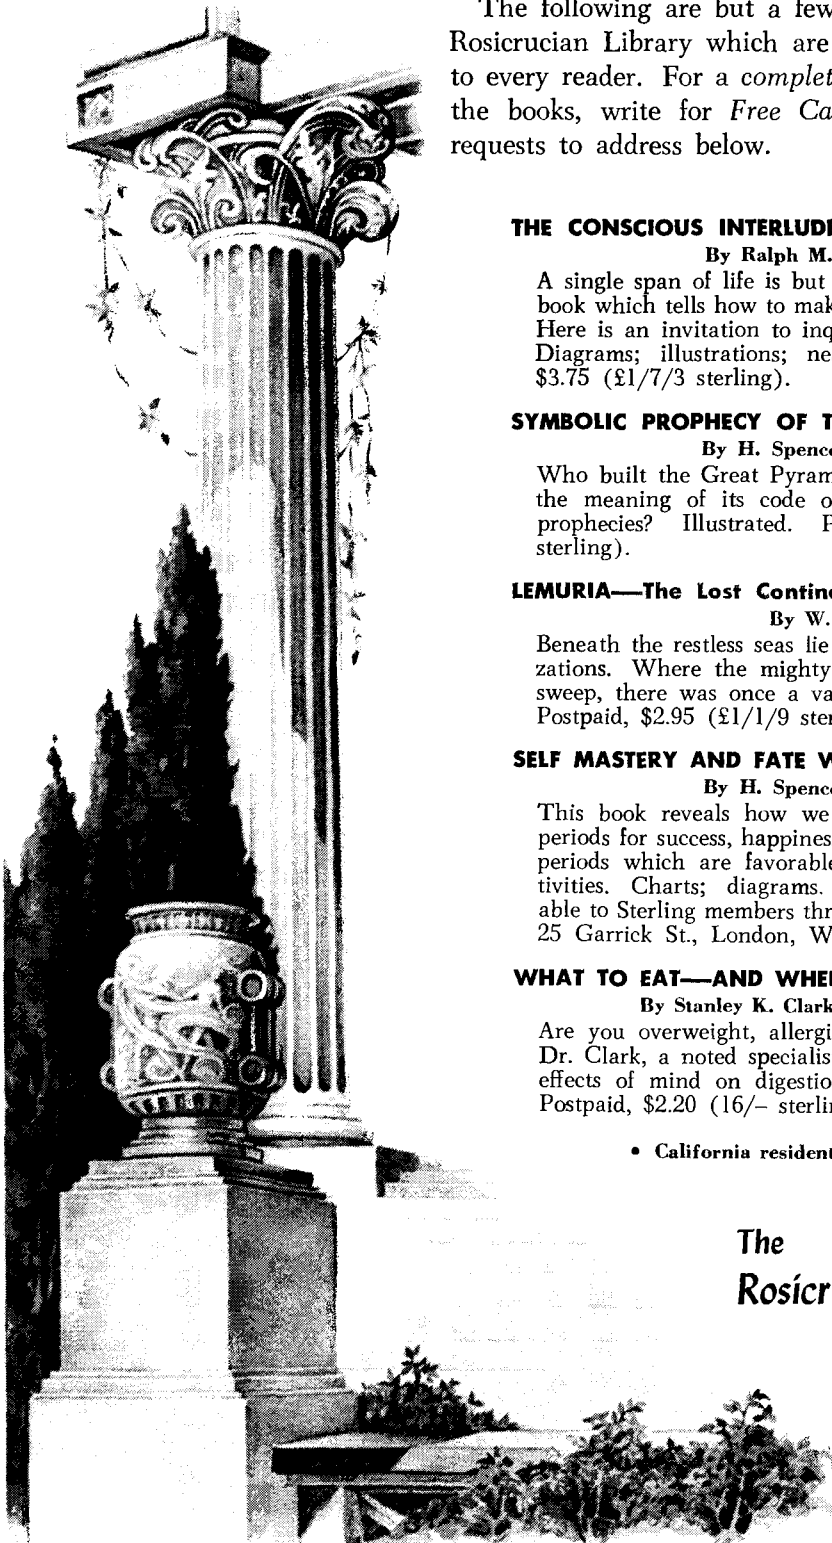 The following are but a few
Rosicrucian Library which are
to every reader. For a complet
the books, write for Free Ca
requests to address below.
THE CONSCIOUS INTERLUD
By Ralph M.
A single span of life is but
book which tells how to mak
Here is an invitation to inq
Diagrams; illustrations; ne
$3.75 (£1/7/3 sterling).
SYMBOLIC PROPHECY OF T
By H. Spenc
Who built the Great Pyram
the meaning of its code o
prophecies? Illustrated. P
sterling).
LEMURIA—The Lost Contin
By W.
Beneath the restless seas lie
zations. Where the mighty
sweep, there was once a va
Postpaid, $2.95 (£1/1/9 ster
SELF MASTERY AND FATE W
By H. Spenc
This book reveals how we
periods for success, happines
periods which are favorable
tivities. Charts; diagrams.
able to Sterling members thr
25 Garrick St., London, W
WHAT TO EAT—AND WHE
By Stanley K. Clark
Are you overweight, allergi
Dr. Clark, a noted specialis
effects of mind on digestio
Postpaid, $2.20 (16/– sterlin
• California resident
The
Rosicr